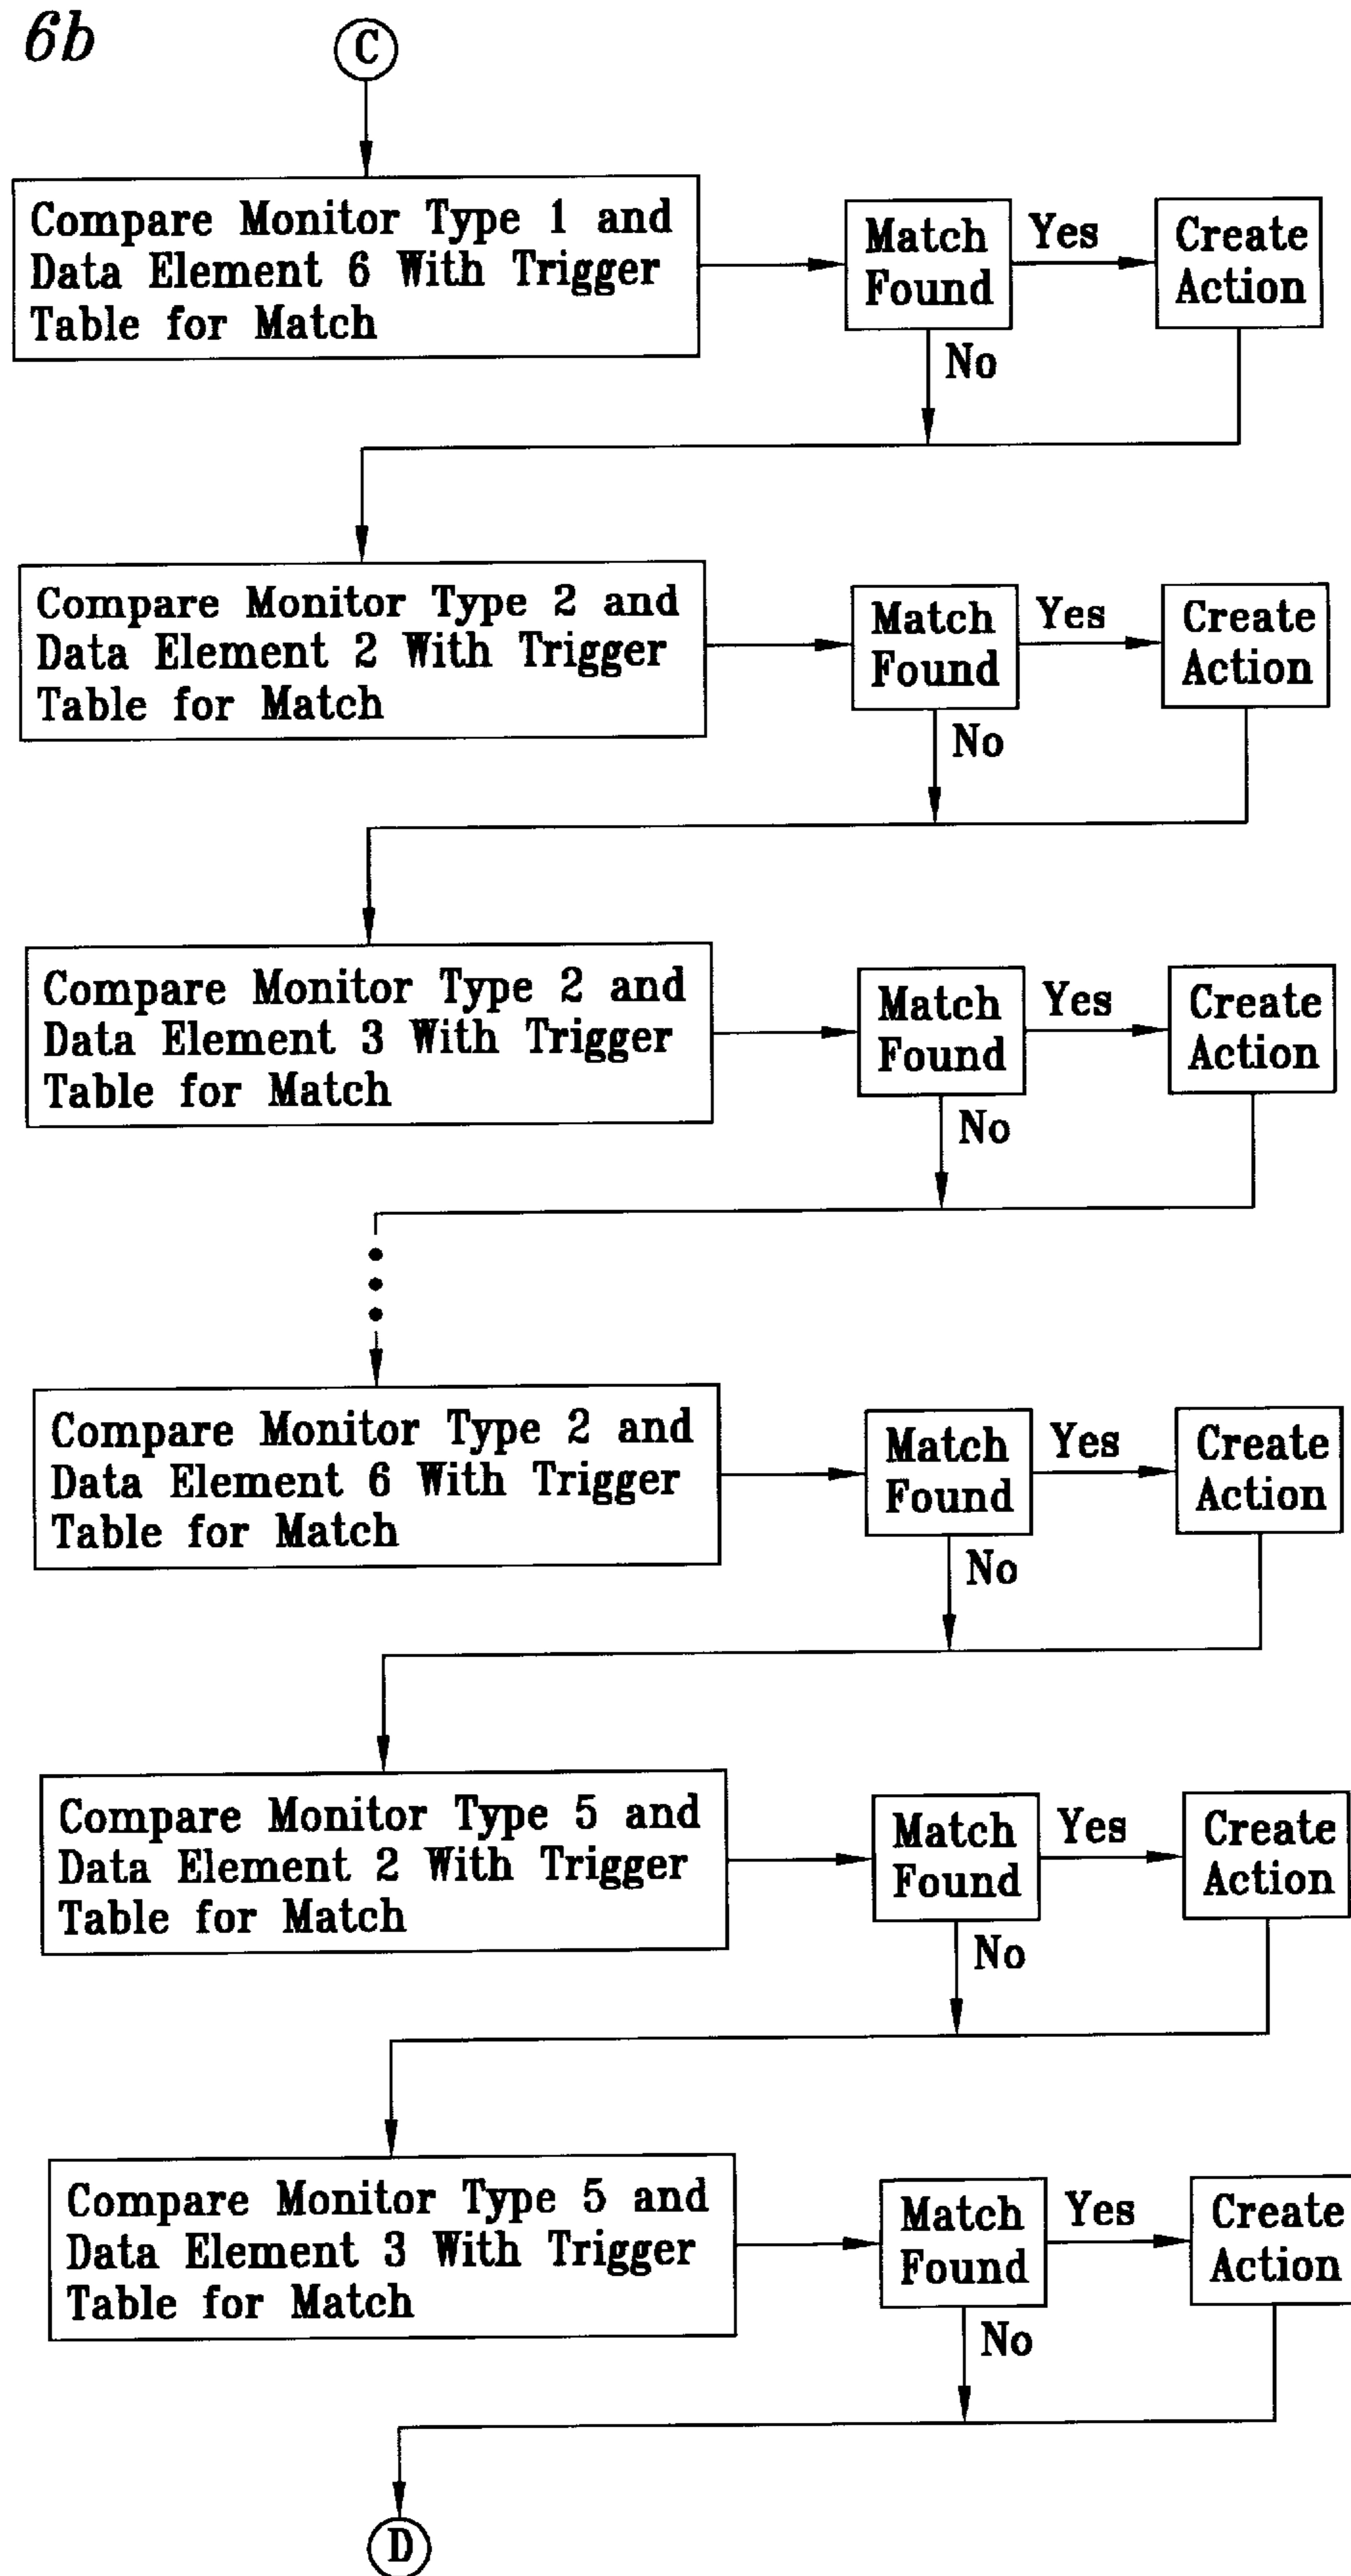 6b
C
Compare Monitor Type 1 and
Data Element 6 With Trigger
Table for Match
Match
Found
Yes
Create
Action
No
Compare Monitor Type 2 and
Data Element 2 With Trigger
Table for Match
Match
Found
Yes
Create
Action
No
Compare Monitor Type 2 and
Data Element 3 With Trigger
Table for Match
Match
Found
Yes
Create
Action
No
Compare Monitor Type 2 and
Data Element 6 With Trigger
Table for Match
Match
Found
Yes
Create
Action
No
Compare Monitor Type 5 and
Data Element 2 With Trigger
Table for Match
Match
Found
Yes
Create
Action
No
Compare Monitor Type 5 and
Data Element 3 With Trigger
Table for Match
Match
Found
Yes
Create
Action
No
D